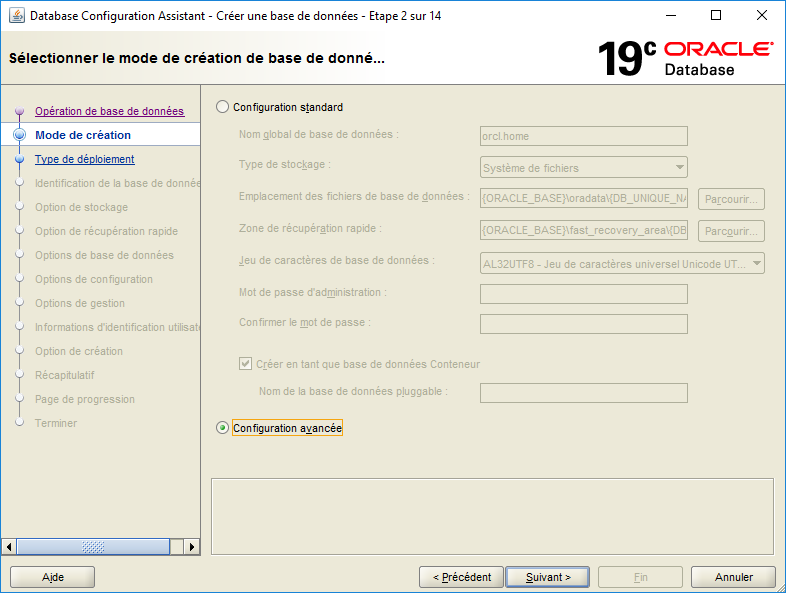 Database Configuration Assistant - Créer une base de données - Etape 2 sur 14
Sélectionner le mode de création de base de donné...
19c ORACLE
Database
Opération de base de données
Mode de création
Type de déploiement
Identification de la base de donnée
Option de stockage
Option de récupération rapide
Options de base de données
Options de configuration
Options de gestion
Informations d'identification utilisate
Option de création
Récapitulatif
Page de progression
Terminer
Configuration standard
Nom global de base de données : orcl.home
Type de stockage : Système de fichiers
Emplacement des fichiers de base de données : {ORACLE_BASE}\oradata\{DB_UNIQUE_NA Parcourir...
Zone de récupération rapide : {ORACLE_BASE}\fast_recovery_area\{DB Parcourir...
Jeu de caractères de base de données : AL32UTF8 - Jeu de caractères universel Unicode UT...
Mot de passe d'administration :
Confirmer le mot de passe :
Créer en tant que base de données Conteneur
Nom de la base de données pluggable :
Configuration avancée
Aide < Précédent Suivant > Fin Annuler